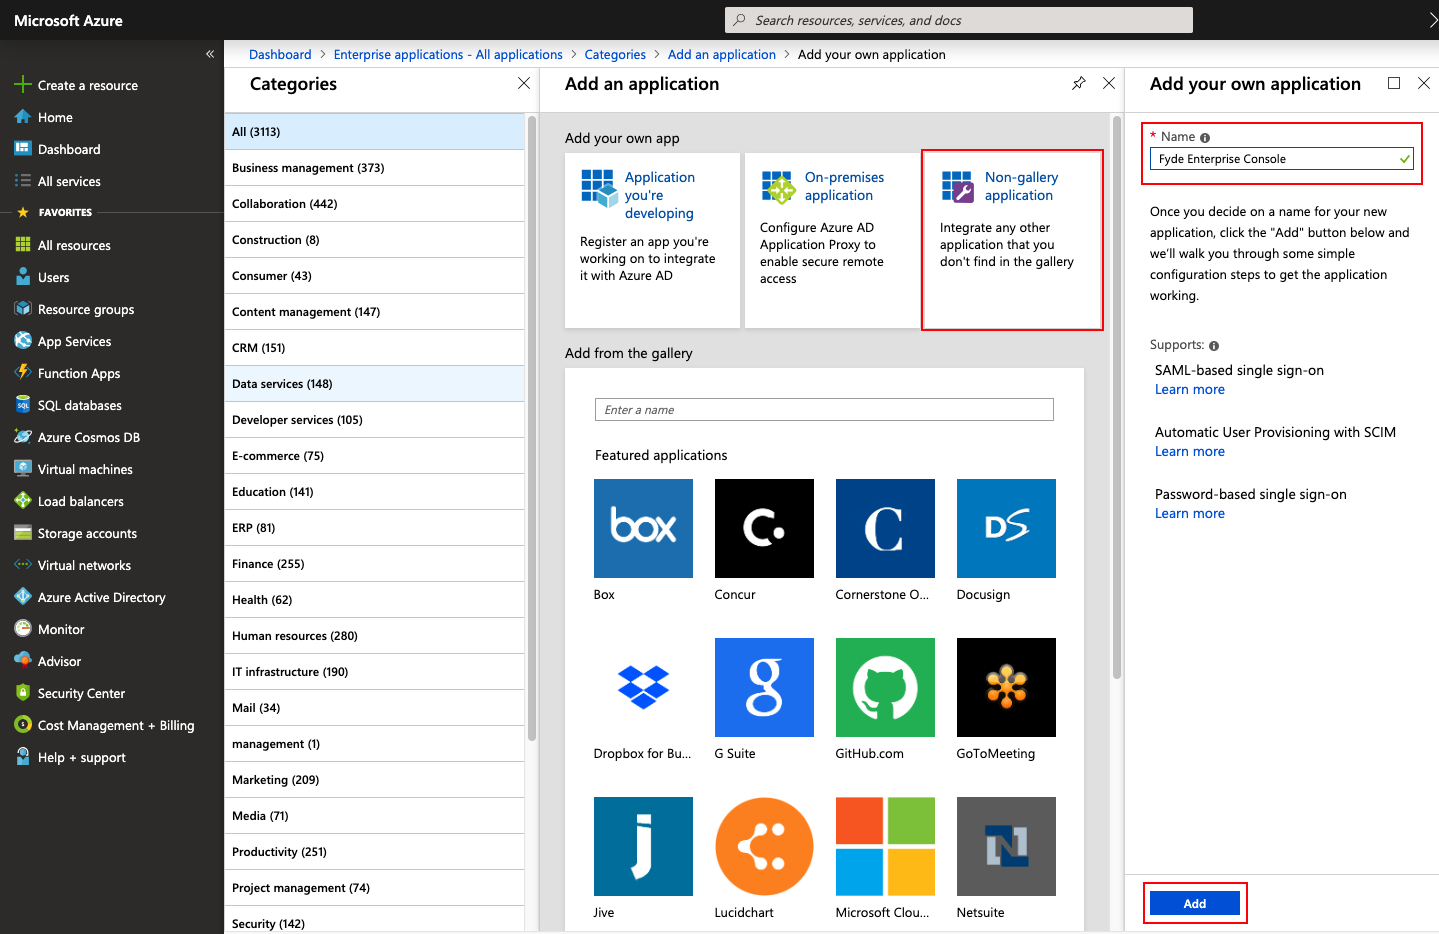 Microsoft Azure
Search resources, services, and docs
Dashboard > Enterprise applications - All applications > Categories > Add an application > Add your own application
«
Create a resource
Home
Dashboard
All services
FAVORITES
All resources
Users
Resource groups
App Services
Function Apps
SQL databases
Azure Cosmos DB
Virtual machines
Load balancers
Storage accounts
Virtual networks
Azure Active Directory
Monitor
Advisor
Security Center
Cost Management + Billing
Help + support
Categories
All (3113)
Business management (373)
Collaboration (442)
Construction (8)
Consumer (43)
Content management (147)
CRM (151)
Data services (148)
Developer services (105)
E-commerce (75)
Education (141)
ERP (81)
Finance (255)
Health (62)
Human resources (280)
IT infrastructure (190)
Mail (34)
management (1)
Marketing (209)
Media (71)
Productivity (251)
Project management (74)
Security (142)
Add an application
Add your own app
Application
you're
developing
Register an app you're
working on to integrate
it with Azure AD
On-premises
application
Configure Azure AD
Application Proxy to
enable secure remote
access
Non-gallery
application
Integrate any other
application that you
don't find in the gallery
Add from the gallery
Enter a name
Featured applications
box
C.
C
DS
Box
Concur
Cornerstone O...
Docusign
g
Dropbox for Bu...
G Suite
GitHub.com
GoToMeeting
j
N
Jive
Lucidchart
Microsoft Clou...
Netsuite
Add your own application
* Name
Fyde Enterprise Console
Once you decide on a name for your new
application, click the "Add" button below and
we'll walk you through some simple
configuration steps to get the application
working.
Supports:
SAML-based single sign-on
Learn more
Automatic User Provisioning with SCIM
Learn more
Password-based single sign-on
Learn more
Add